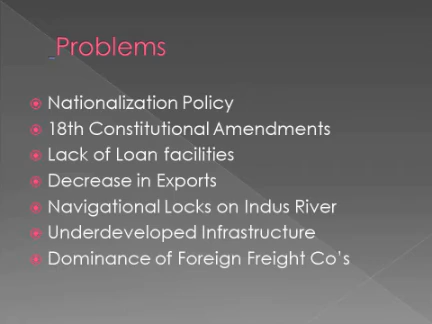 Problems
Nationalization Policy
18th Constitutional Amendments
Lack of Loan facilities
Decrease in Exports
Navigational Locks on Indus River
Underdeveloped Infrastructure
Dominance of Foreign Freight Co's